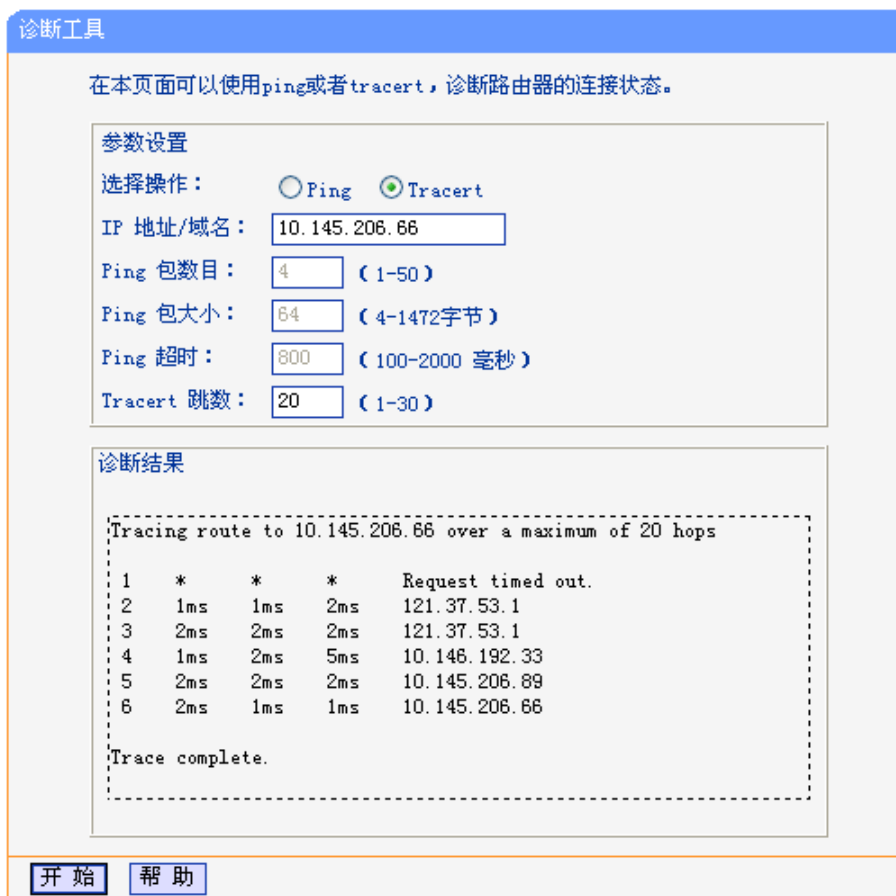 诊断工具
在本页面可以使用ping或者tracert，诊断路由器的连接状态。
参数设置
选择操作： Ping Tracert
IP 地址/域名： 10.145.206.66
Ping 包数目： 4 （1-50）
Ping 包大小： 64 （4-1472字节）
Ping 超时： 800 （100-2000 毫秒）
Tracert 跳数： 20 （1-30）
诊断结果
Tracing route to 10.145.206.66 over a maximum of 20 hops
1 * * * Request timed out.
2 1ms 1ms 2ms 121.37.53.1
3 2ms 2ms 2ms 121.37.53.1
4 1ms 2ms 5ms 10.146.192.33
5 2ms 2ms 2ms 10.145.206.89
6 2ms 1ms 1ms 10.145.206.66
Trace complete.
开 始 帮 助